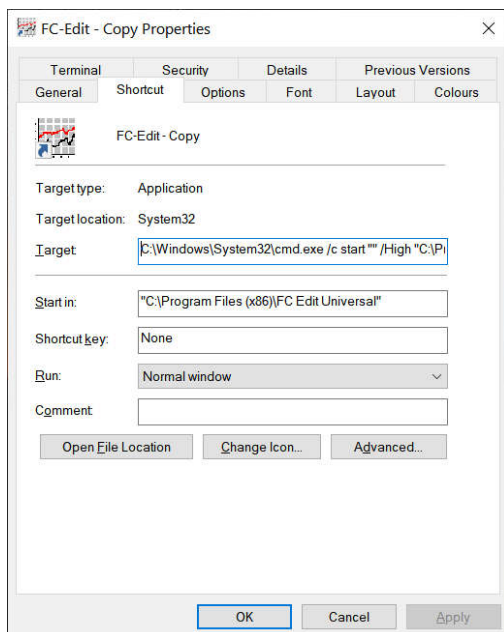 FC-Edit - Copy Properties
Terminal Security Details Previous Versions
General Shortcut Options Font Layout Colours
FC-Edit - Copy
Target type: Application
Target location: System32
Target: C:\Windows\System32\cmd.exe /c start "" /High "C:\Pr
Start in: "C:\Program Files (x86)\FC Edit Universal"
Shortcut key: None
Run: Normal window
Comment:
Open File Location Change Icon... Advanced...
OK Cancel Apply